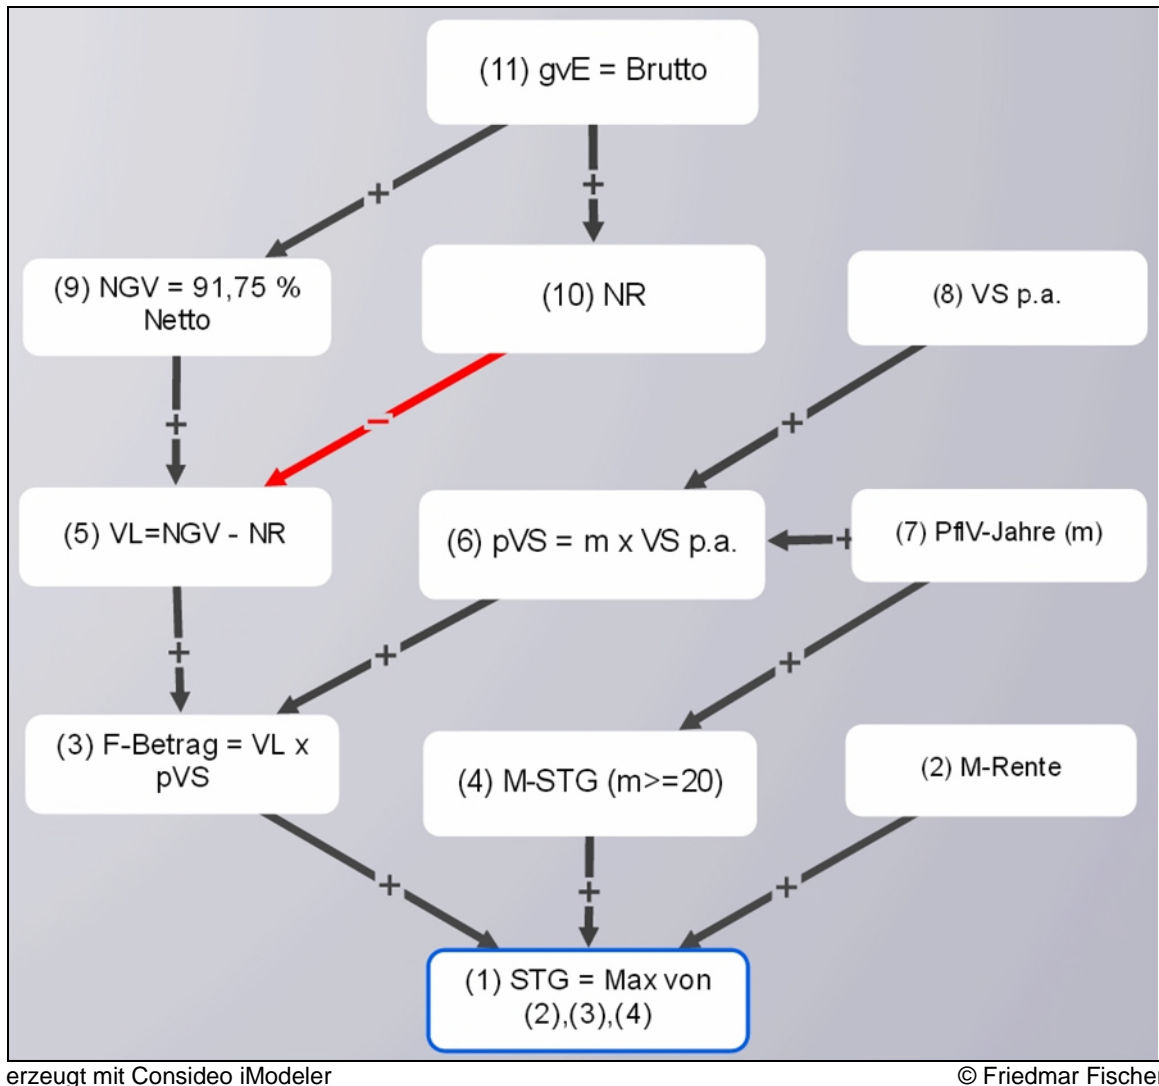 (11) gvE = Brutto
(9) NGV = 91,75 %
Netto
(10) NR
(8) VS p.a.
(5) VL=NGV - NR
(6) pVS = m x VS p.a.
(7) PflV-Jahre (m)
(3) F-Betrag = VL x
pVS
(4) M-STG (m>=20)
(2) M-Rente
(1) STG = Max von
(2),(3),(4)
erzeugt mit Consideo iModeler
© Friedmar Fischer